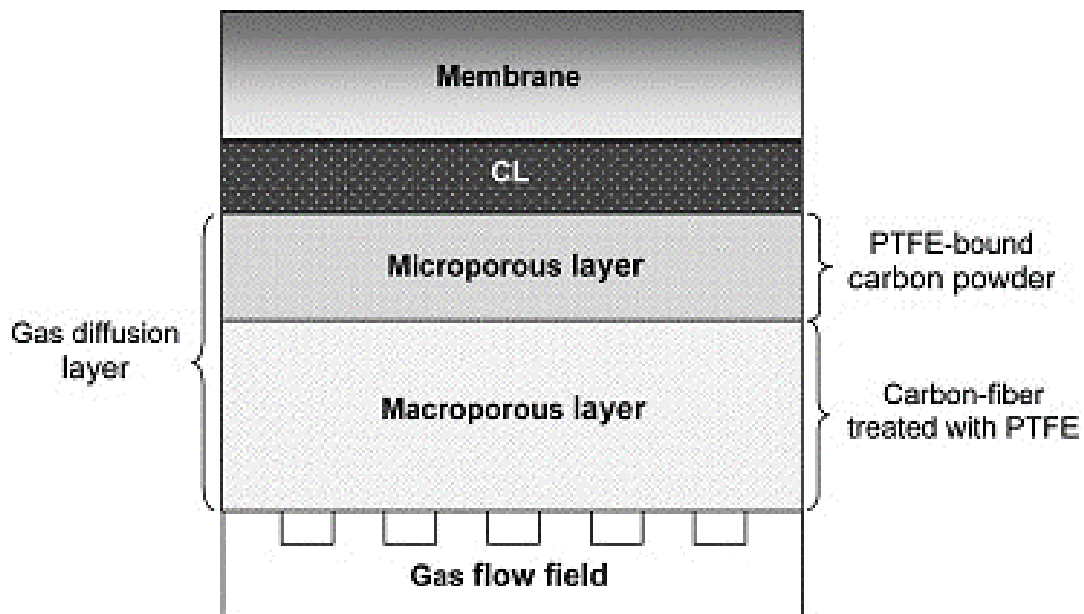 Membrane
CL
Microporous layer
PTFE-bound
carbon powder
Gas diffusion
layer
Macroporous layer
Carbon-fiber
treated with PTFE
Gas flow field